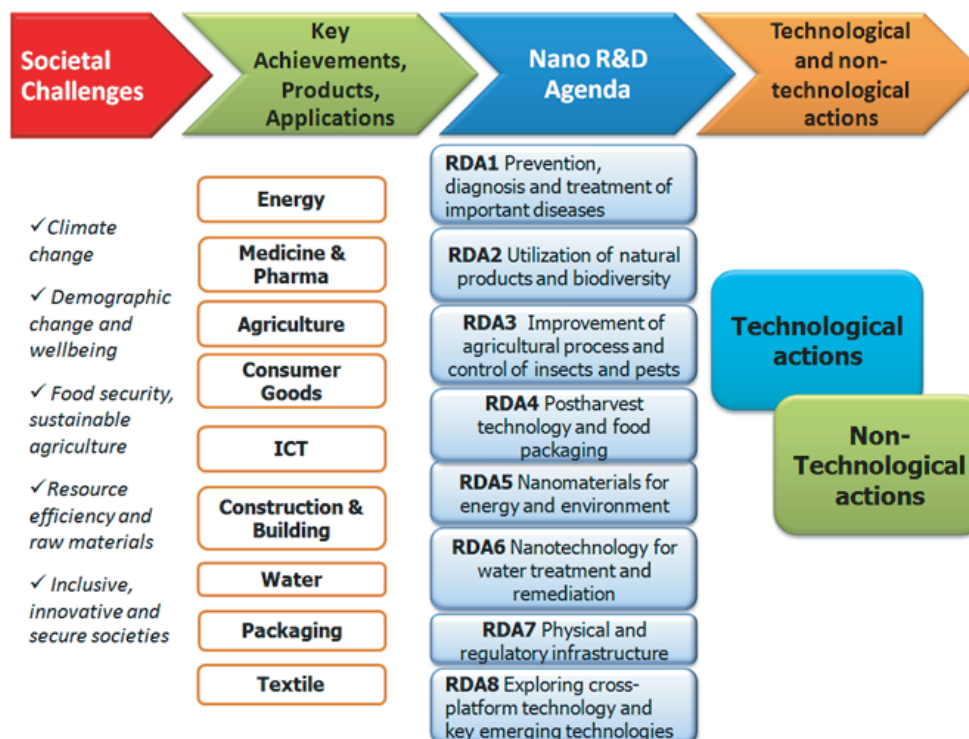 Societal
Challenges
Key
Achievements,
Products,
Applications
Nano R&D
Agenda
Technological
and non-
technological
actions
✓ Climate
change
✓ Demographic
change and
wellbeing
✓ Food security,
sustainable
agriculture
✓ Resource
efficiency and
raw materials
✓ Inclusive,
innovative and
secure societies
Energy
Medicine &
Pharma
Agriculture
Consumer
Goods
ICT
Construction &
Building
Water
Packaging
Textile
RDA1 Prevention,
diagnosis and treatment of
important diseases
RDA2 Utilization of natural
products and biodiversity
RDA3 Improvement of
agricultural process and
control of insects and pests
RDA4 Postharvest
technology and food
packaging
RDA5 Nanomaterials for
energy and environment
RDA6 Nanotechnology for
water treatment and
remediation
RDA7 Physical and
regulatory infrastructure
RDA8 Exploring cross-
platform technology and
key emerging technologies
Technological
actions
Non-
Technological
actions